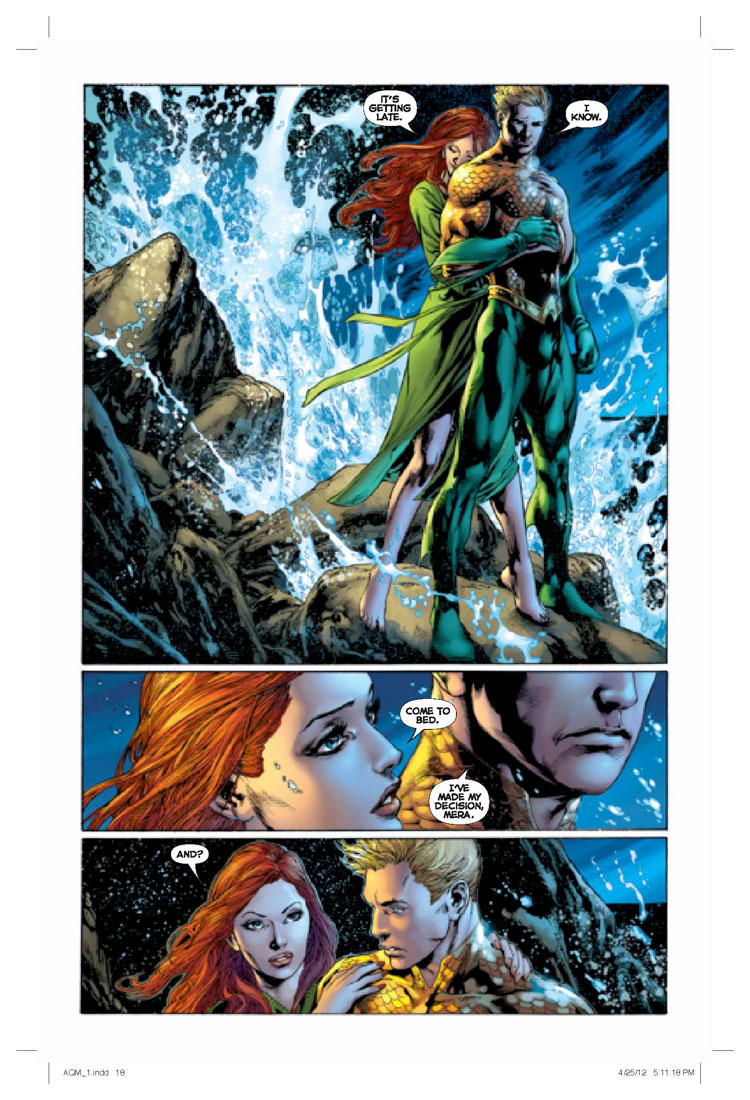 IT'S
GETTING
LATE.
I
KNOW.
COME TO
BED.
I'VE
MADE MY
DECISION,
MERA.
AND?
AQM_1.indd 18
4/25/12 5:11:18 PM